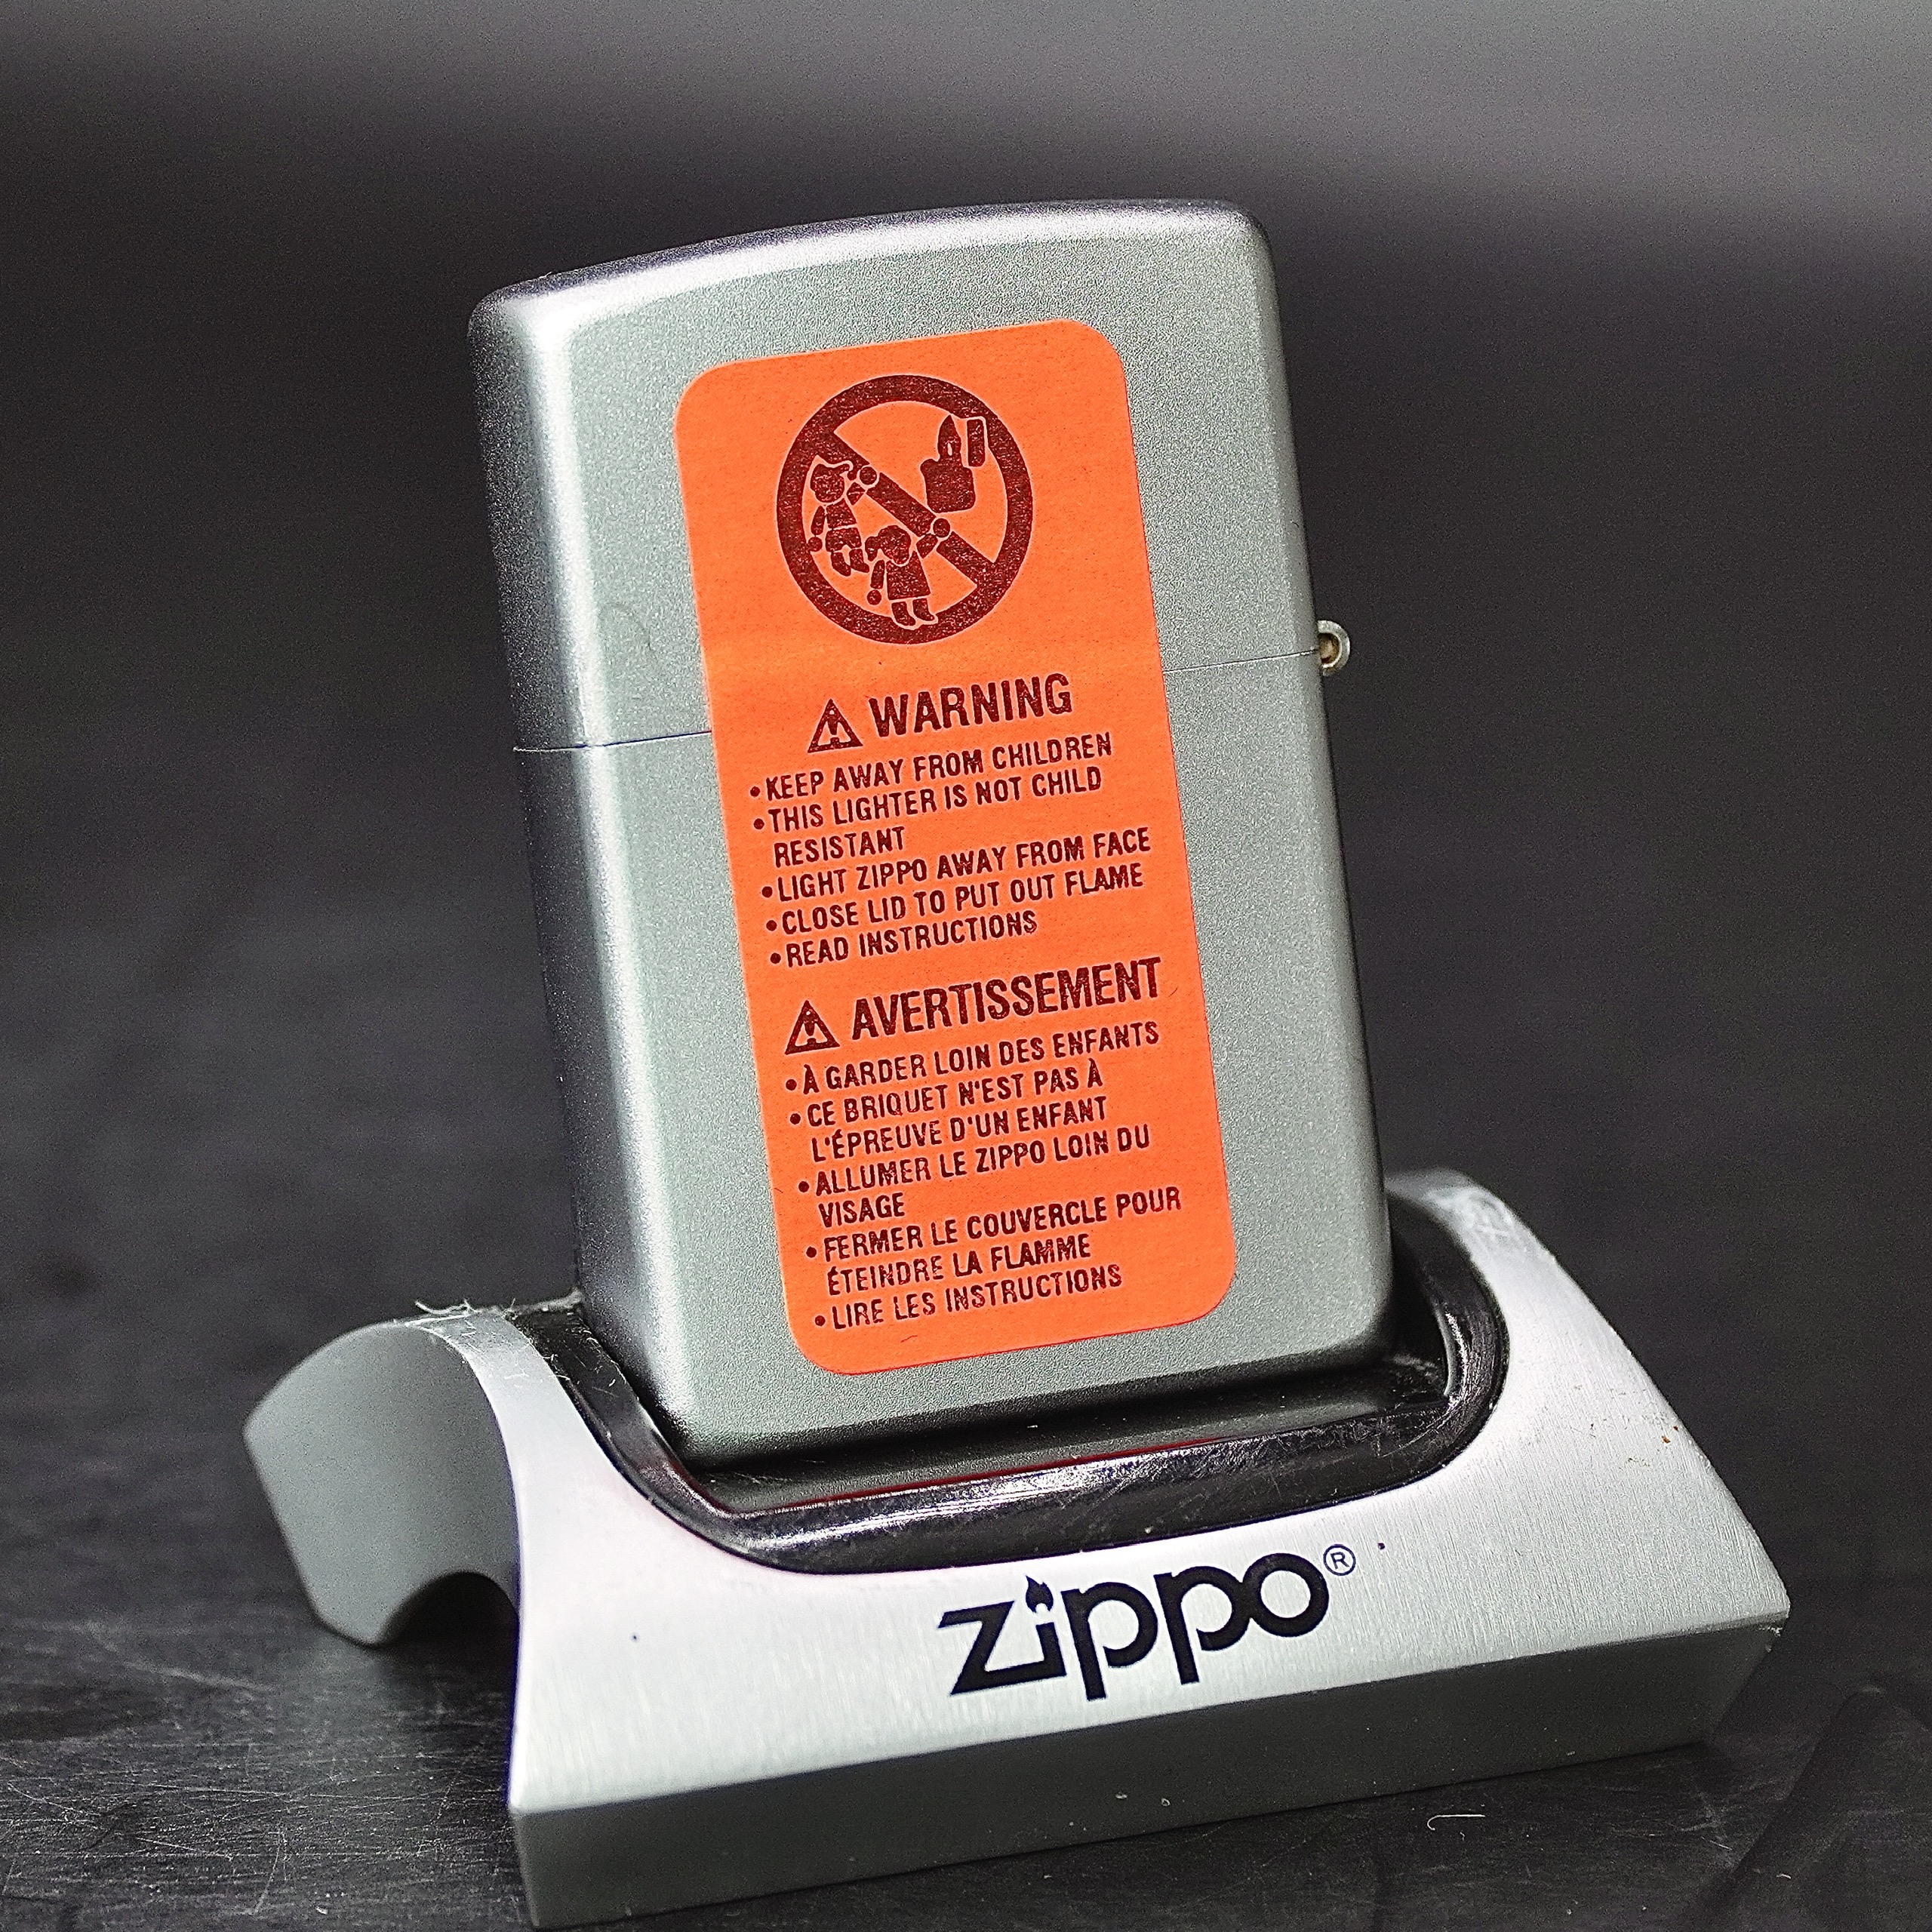 WARNING
•KEEP AWAY FROM CHILDREN
•THIS LIGHTER IS NOT CHILD
RESISTANT
•LIGHT ZIPPO AWAY FROM FACE
•CLOSE LID TO PUT OUT FLAME
•READ INSTRUCTIONS
AVERTISSEMENT
•À GARDER LOIN DES ENFANTS
•CE BRIQUET N'EST PAS À
L'ÉPREUVE D'UN ENFANT
•ALLUMER LE ZIPPO LOIN DU
VISAGE
•FERMER LE COUVERCLE POUR
ÉTEINDRE LA FLAMME
•LIRE LES INSTRUCTIONS
zippo®